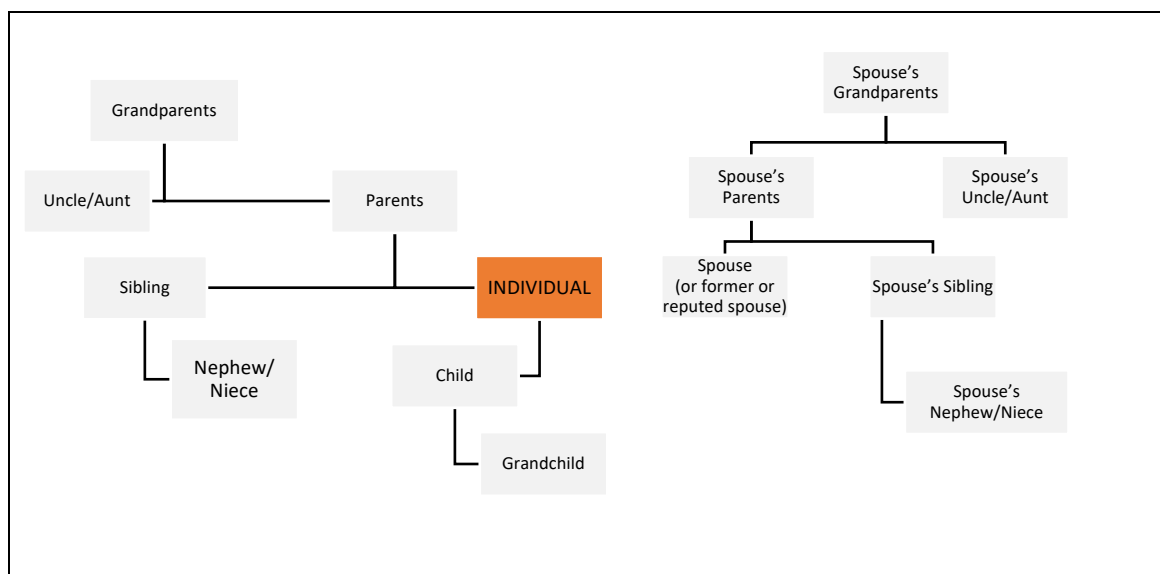 Grandparents
Uncle/Aunt
Parents
Sibling
INDIVIDUAL
Nephew/
Niece
Child
Grandchild
Spouse’s
Grandparents
Spouse’s
Parents
Spouse’s
Uncle/Aunt
Spouse
(or former or
reputed spouse)
Spouse’s Sibling
Spouse’s
Nephew/Niece